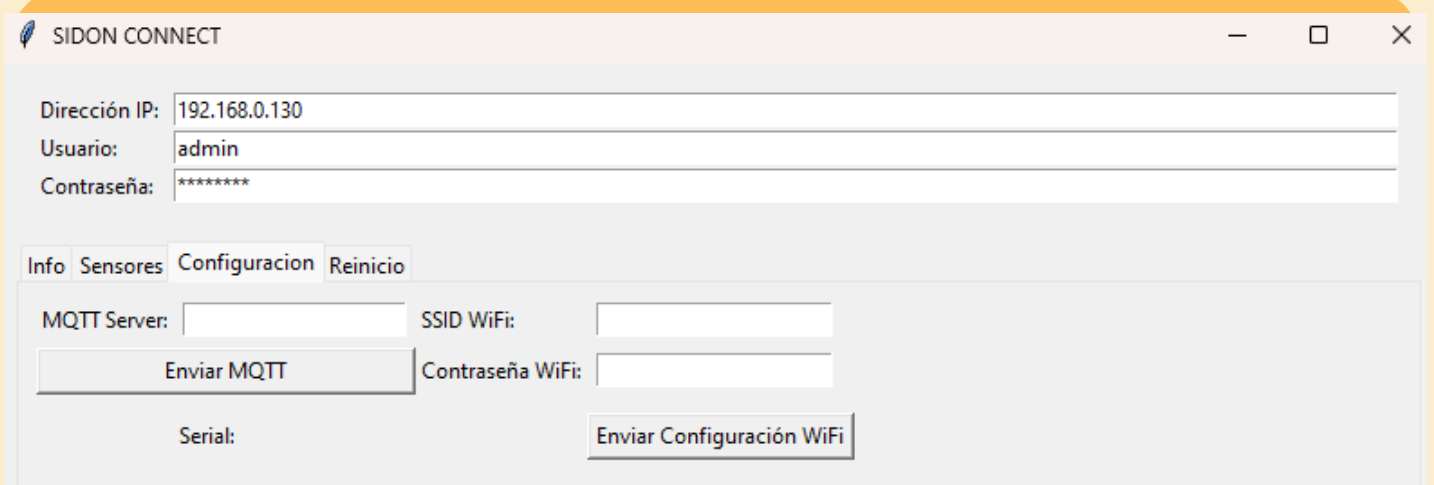 SIDON CONNECT
Dirección IP: 192.168.0.130
Usuario: admin
Contraseña: ********
Info Sensores Configuracion Reinicio
MQTT Server: SSID WiFi:
Enviar MQTT Contraseña WiFi:
Serial: Enviar Configuración WiFi